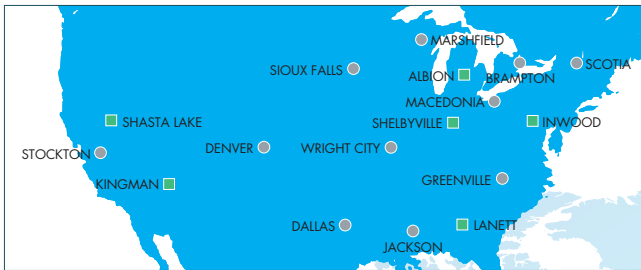 MARSHFIELD
SCOTIA
SIOUX FALLS
ALBION
BRAMPTON
MACEDONIA
SHASTA LAKE
SHELBYVILLE
INWOOD
STOCKTON
DENVER
WRIGHT CITY
KINGMAN
GREENVILLE
DALLAS
LANETT
JACKSON